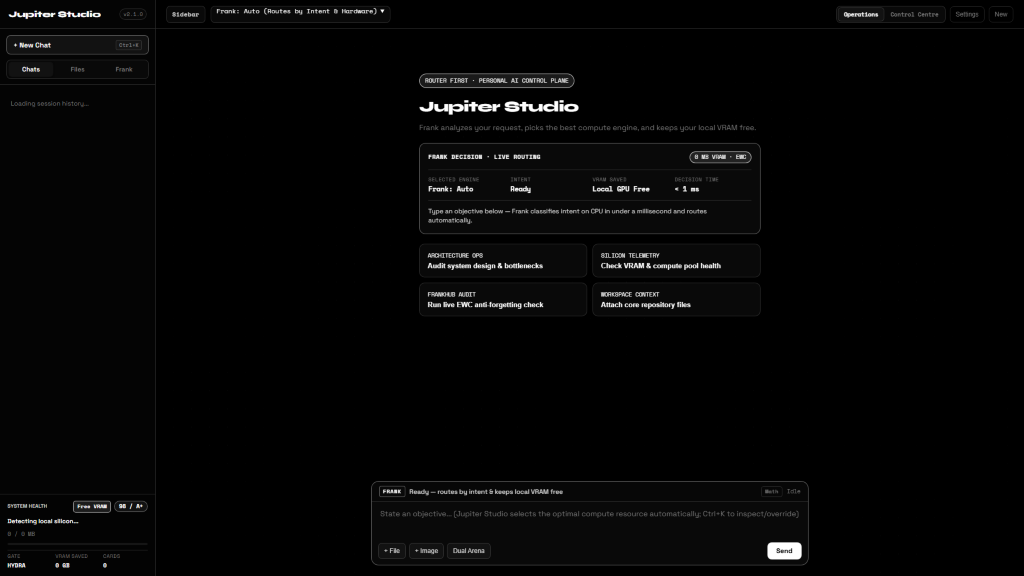 Jupiter Studio
v2.1.0
Sidebar
Frank: Auto (Routes by Intent & Hardware) ▼
Operations
Control Centre
Settings
New
+ New Chat
Ctrl+K
Chats
Files
Frank
Loading session history...
ROUTER FIRST · PERSONAL AI CONTROL PLANE
Jupiter Studio
Frank analyzes your request, picks the best compute engine, and keeps your local VRAM free.
FRANK DECISION · LIVE ROUTING
0 MB VRAM · EWC
SELECTED ENGINE
Frank: Auto
INTENT
Ready
VRAM SAVED
Local GPU Free
DECISION TIME
< 1 ms
Type an objective below — Frank classifies intent on CPU in under a millisecond and routes
automatically.
ARCHITECTURE OPS
Audit system design & bottlenecks
SILICON TELEMETRY
Check VRAM & compute pool health
FRANKHUB AUDIT
Run live EWC anti-forgetting check
WORKSPACE CONTEXT
Attach core repository files
SYSTEM HEALTH
Free VRAM
98 / A+
Detecting local silicon...
0 / 0 MB
GATE
HYDRA
VRAM SAVED
0 GB
CARDS
0
FRANK
Ready — routes by intent & keeps local VRAM free
Idle
State an objective... (Jupiter Studio selects the optimal compute resource automatically; Ctrl+K to inspect/override)
+ File
+ Image
Dual Arena
Send